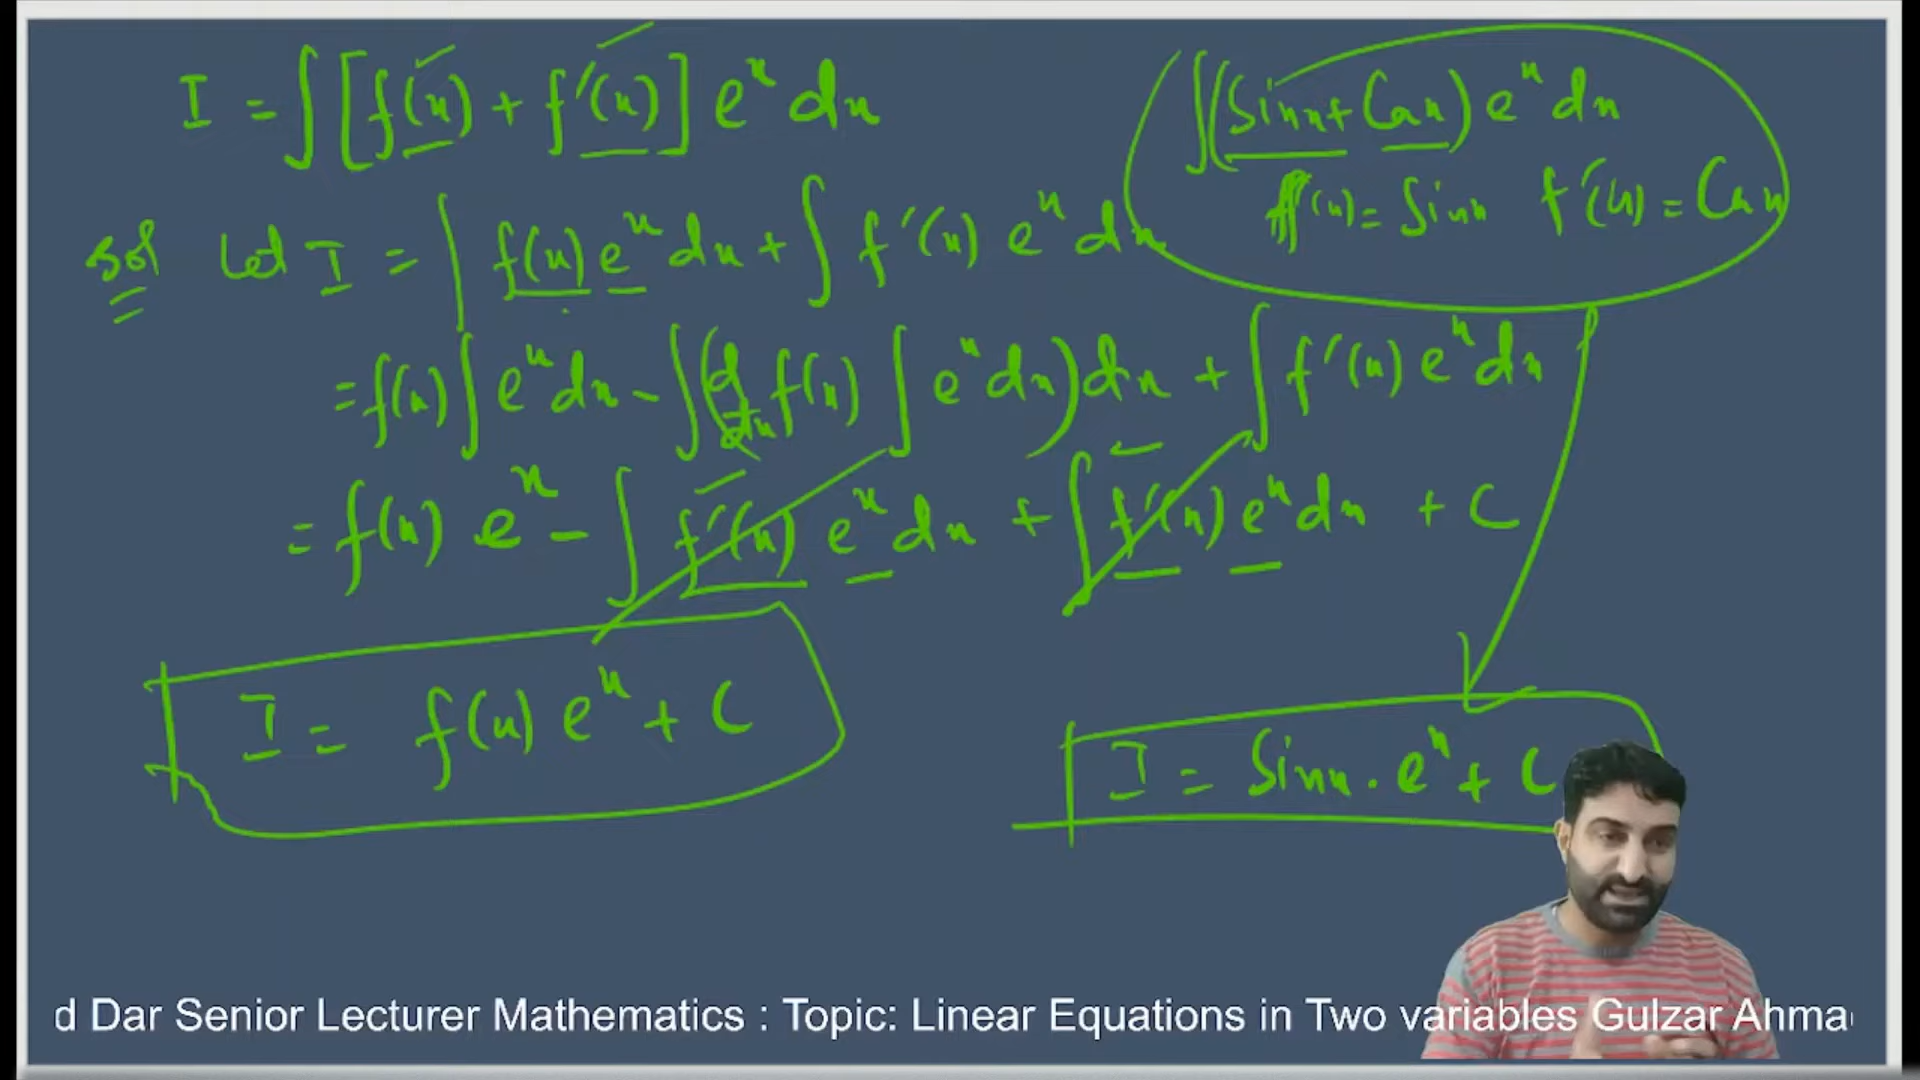 I = ∫ [f(x) + f'(x)] eˣ dx
∫(Sinx + Cosx) eˣ dx
f(x) = Sinx f'(x) = Cosx
Sol Let I = ∫ f(x) eˣ dx + ∫ f'(x) eˣ dx
= f(x) ∫ eˣ dx - ∫ (d/dx f(x) ∫ eˣ dx) dx + ∫ f'(x) eˣ dx
= f(x) eˣ - ∫ f'(x) eˣ dx + ∫ f'(x) eˣ dx + C
I = f(x) eˣ + C
I = Sinx . eˣ + C
d Dar Senior Lecturer Mathematics : Topic: Linear Equations in Two variables Gulzar Ahma